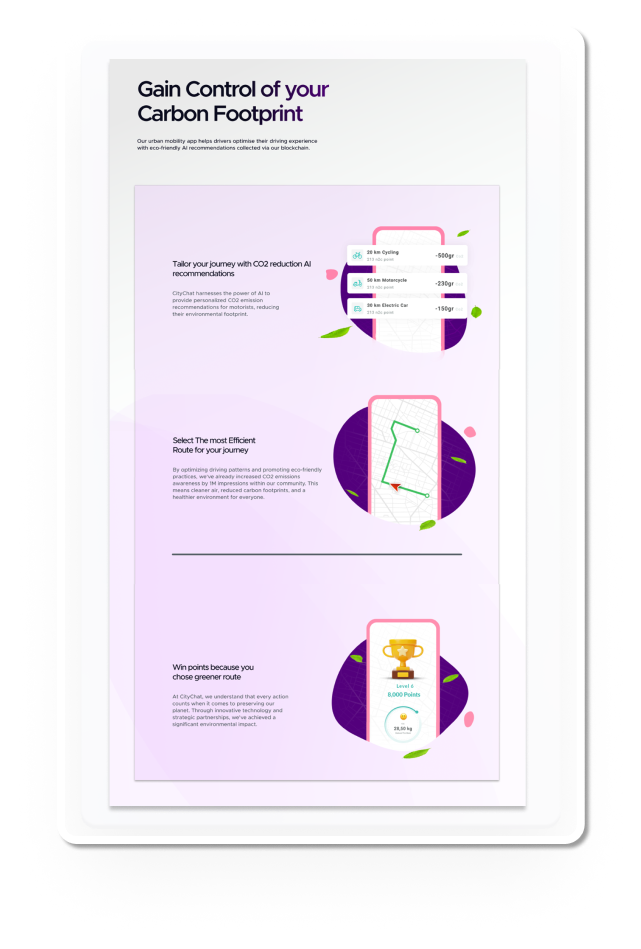 Gain Control of your
Carbon Footprint
Our urban mobility app helps drivers optimise their driving experience
with eco-friendly AI recommendations collected via our blockchain.
Tailor your journey with CO2 reduction AI
recommendations
CityChat harnesses the power of AI to
provide personalized CO2 emission
recommendations for motorists, reducing
their environmental footprint.
20 km Cycling
-500gr
50 km Motorcycle
-230gr
30 km Electric Car
-150gr
Select The most Efficient
Route for your journey
By optimizing driving patterns and promoting eco-friendly
practices, we've already increased CO2 emissions
awareness by 1M impressions within our community. This
means cleaner air, reduced carbon footprints, and a
healthier environment for everyone.
Win points because you
chose greener route
At CityChat, we understand that every action
counts when it comes to preserving our
planet. Through innovative technology and
strategic partnerships, we've achieved a
significant environmental impact.
Level 6
8.000 Points
28,50 kg